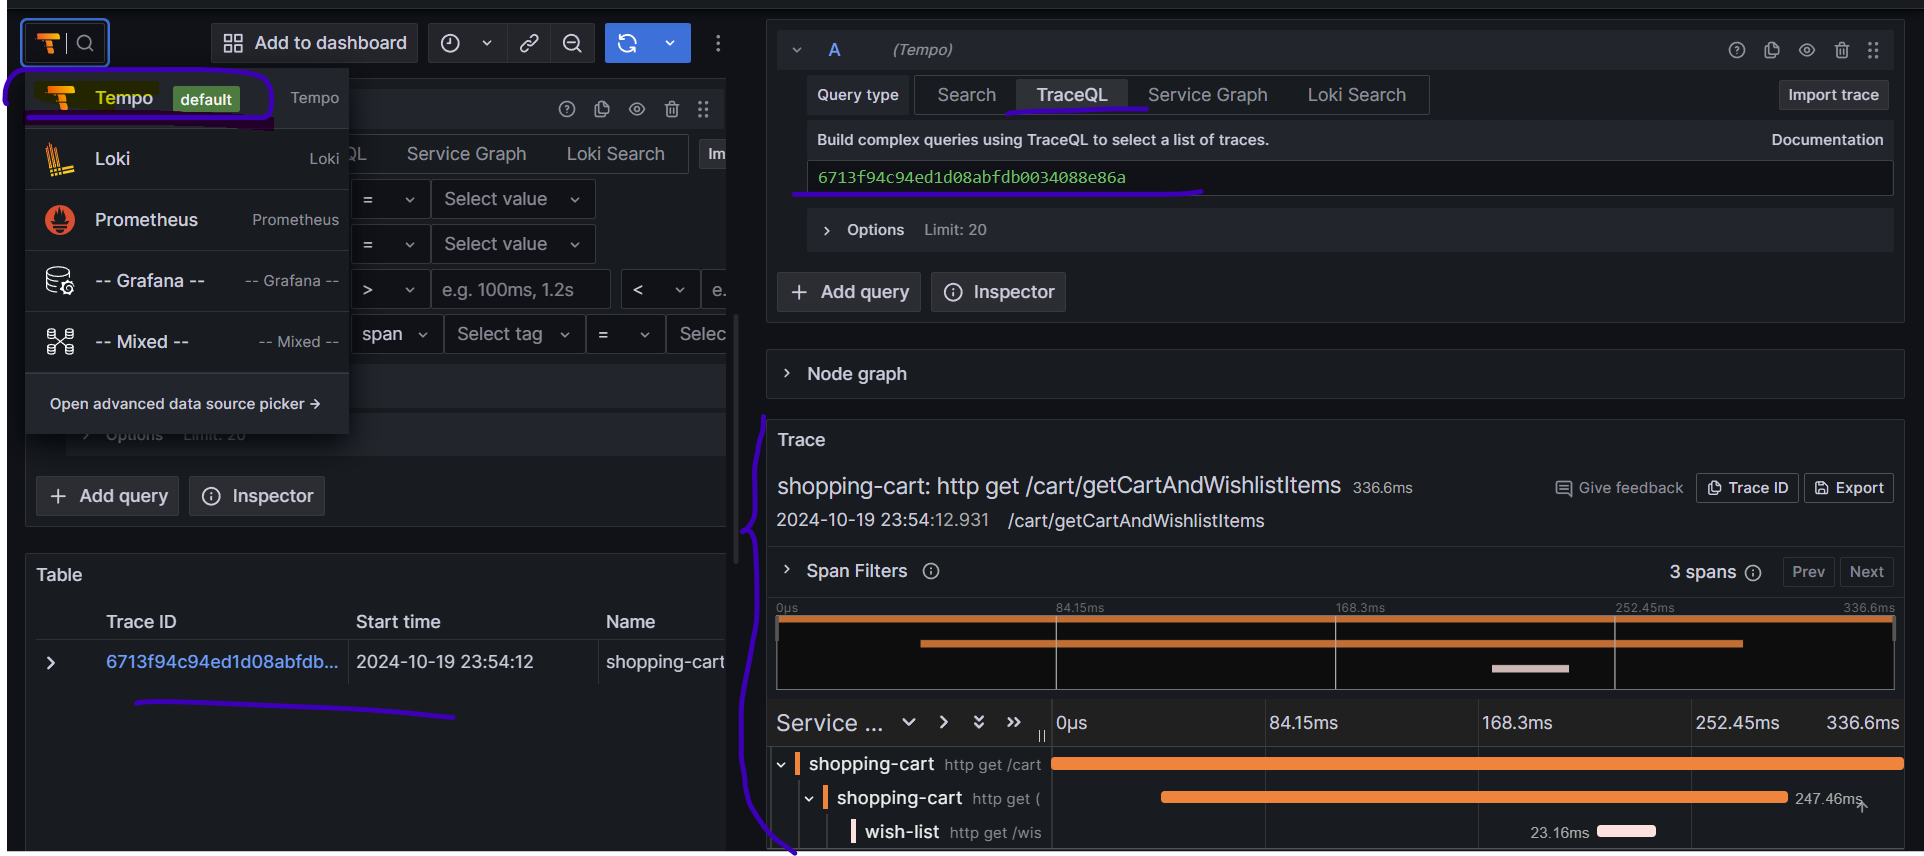 Add to dashboard
Tempo default Tempo
Loki Loki
QL Service Graph Loki Search Im
= Select value
Prometheus Prometheus
= Select value
-- Grafana -- -- Grafana --
> e.g. 100ms, 1.2s < e.
-- Mixed -- -- Mixed --
span Select tag = Selec
Open advanced data source picker →
Options Limit: 20
+ Add query Inspector
Table
Trace ID Start time Name
6713f94c94ed1d08abfdb... 2024-10-19 23:54:12 shopping-cart
A (Tempo)
Query type Search TraceQL Service Graph Loki Search Import trace
Build complex queries using TraceQL to select a list of traces. Documentation
6713f94c94ed1d08abfdb0034088e86a
Options Limit: 20
+ Add query Inspector
Node graph
Trace
shopping-cart: http get /cart/getCartAndWishlistItems 336.6ms Give feedback Trace ID Export
2024-10-19 23:54:12.931 /cart/getCartAndWishlistItems
Span Filters 3 spans Prev Next
0μs 84.15ms 168.3ms 252.45ms 336.6ms
Service ... 0μs 84.15ms 168.3ms 252.45ms 336.6ms
shopping-cart http get /cart
shopping-cart http get ( 247.46ms
wish-list http get /wis 23.16ms